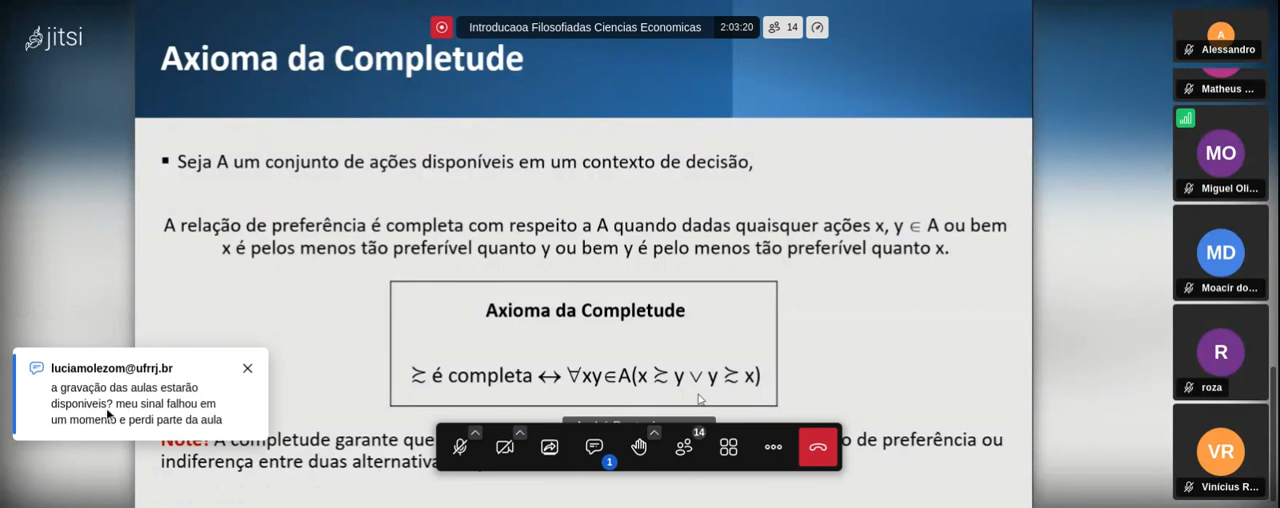 jitsi
Introducaoa Filosofiadas Ciencias Economicas 2:03:20 14
Axioma da Completude
▪ Seja A um conjunto de ações disponíveis em um contexto de decisão,
A relação de preferência é completa com respeito a A quando dadas quaisquer ações x, y ∈ A ou bem
x é pelos menos tão preferível quanto y ou bem y é pelo menos tão preferível quanto x.
Axioma da Completude
≿ é completa ↔ ∀xy∈A(x ≿ y ∨ y ≿ x)
Note! A completude garante que
o de preferência ou
indiferença entre duas alternativa
luciamolezom@ufrrj.br
a gravação das aulas estarão
disponiveis? meu sinal falhou em
um momento e perdi parte da aula
14
1
A
Alessandro
Matheus ...
MO
Miguel Oli...
MD
Moacir do...
R
roza
VR
Vinícius R...